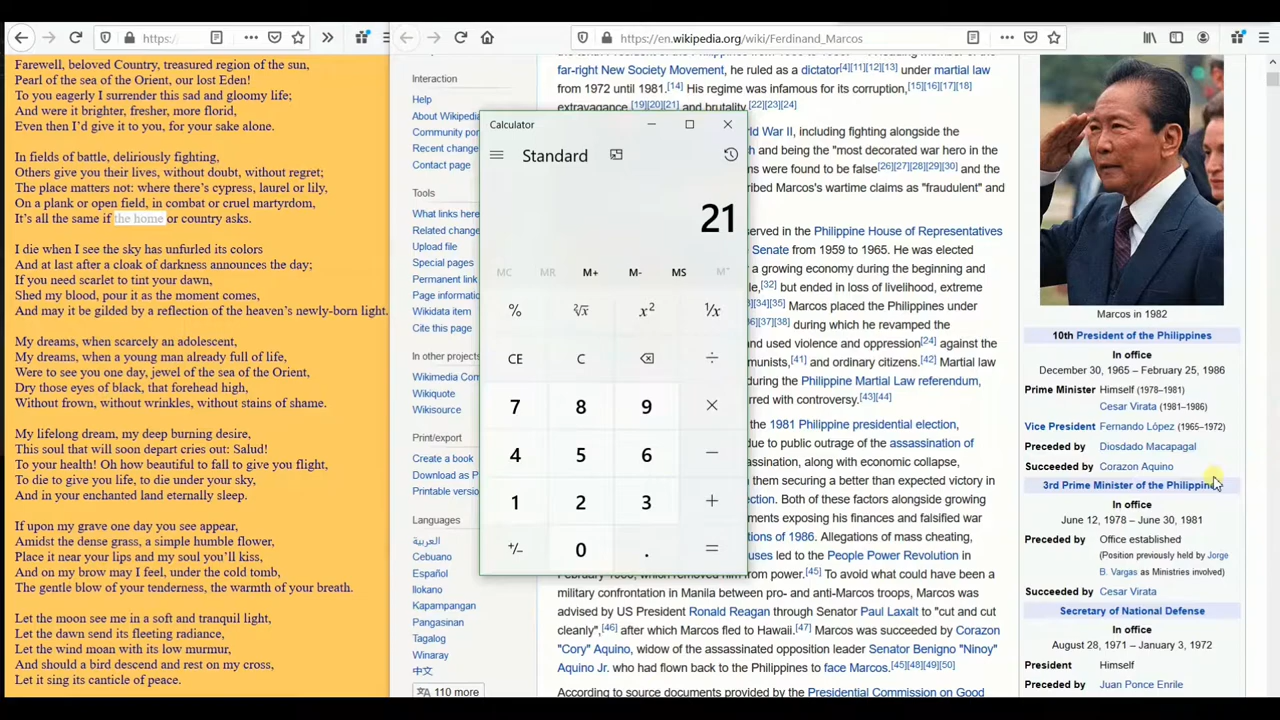 https://
Farewell, beloved Country, treasured region of the sun,
Pearl of the sea of the Orient, our lost Eden!
To you eagerly I surrender this sad and gloomy life;
And were it brighter, fresher, more florid,
Even then I'd give it to you, for your sake alone.
In fields of battle, deliriously fighting,
Others give you their lives, without doubt, without regret;
The place matters not: where there's cypress, laurel or lily,
On a plank or open field, in combat or cruel martyrdom,
It's all the same if the home or country asks.
I die when I see the sky has unfurled its colors
And at last after a cloak of darkness announces the day;
If you need scarlet to tint your dawn,
Shed my blood, pour it as the moment comes,
And may it be gilded by a reflection of the heaven's newly-born light.
My dreams, when scarcely an adolescent,
My dreams, when a young man already full of life,
Were to see you one day, jewel of the sea of the Orient,
Dry those eyes of black, that forehead high,
Without frown, without wrinkles, without stains of shame.
My lifelong dream, my deep burning desire,
This soul that will soon depart cries out: Salud!
To your health! Oh how beautiful to fall to give you flight,
To die to give you life, to die under your sky,
And in your enchanted land eternally sleep.
If upon my grave one day you see appear,
Amidst the dense grass, a simple humble flower,
Place it near your lips and my soul you'll kiss,
And on my brow may I feel, under the cold tomb,
The gentle blow of your tenderness, the warmth of your breath.
Let the moon see me in a soft and tranquil light,
Let the dawn send its fleeting radiance,
Let the wind moan with its low murmur,
And should a bird descend and rest on my cross,
Let it sing its canticle of peace.
https://en.wikipedia.org/wiki/Ferdinand_Marcos
Interaction
Help
About Wikipedia
Community por
Recent change
Contact page
Tools
What links here
Related change
Upload file
Special pages
Permanent link
Page informatio
Wikidata item
Cite this page
In other projects
Wikimedia Com
Wikiquote
Wikisource
Print/export
Create a book
Download as P
Printable versio
Languages
العربية
Cebuano
Español
Ilokano
Kapampangan
Pangasinan
Tagalog
Winaray
中文
110 more
Calculator
Standard
21
MC MR M+ M- MS M˅
% ²√x x² ¹/x
CE C ÷
7 8 9 ×
4 5 6 −
1 2 3 +
+/- 0 . =
far-right New Society Movement, he ruled as a dictator[4][11][12][13] under martial law
from 1972 until 1981.[14] His regime was infamous for its corruption,[15][16][17][18]
extravagance,[19][20][21] and brutality.[22][23][24]
rld War II, including fighting alongside the
and being the "most decorated war hero in the
were found to be false[26][27][28][29][30] and
ribed Marcos's wartime claims as "fraudulent" and
erved in the Philippine House of Representatives
Senate from 1959 to 1965. He was elected
a growing economy during the beginning and
e,[32] but ended in loss of livelihood, extreme
[34][35] Marcos placed the Philippines under
[36][37][38] during which he revamped the
and used violence and oppression[24] against the
munists,[41] and ordinary citizens.[42] Martial law
during the Philippine Martial Law referendum,
rred with controversy.[43][44]
he 1981 Philippine presidential election,
due to public outrage of the assassination of
assination, along with economic collapse,
them securing a better than expected victory in
ction. Both of these factors alongside growing
ments exposing his finances and falsified war
ctions of 1986. Allegations of mass cheating,
uses led to the People Power Revolution in
February 1986, which removed him from power.[45] To avoid what could have been a
military confrontation in Manila between pro- and anti-Marcos troops, Marcos was
advised by US President Ronald Reagan through Senator Paul Laxalt to "cut and cut
cleanly",[46] after which Marcos fled to Hawaii.[47] Marcos was succeeded by Corazon
"Cory" Aquino, widow of the assassinated opposition leader Senator Benigno "Ninoy"
Aquino Jr. who had flown back to the Philippines to face Marcos.[45][48][49][50]
According to source documents provided by the Presidential Commission on Good
Marcos in 1982
10th President of the Philippines
In office
December 30, 1965 – February 25, 1986
Prime Minister Himself (1978–1981)
Cesar Virata (1981–1986)
Vice President Fernando López (1965–1972)
Preceded by Diosdado Macapagal
Succeeded by Corazon Aquino
3rd Prime Minister of the Philippines
In office
June 12, 1978 – June 30, 1981
Preceded by Office established
(Position previously held by Jorge
B. Vargas as Ministries involved)
Succeeded by Cesar Virata
Secretary of National Defense
In office
August 28, 1971 – January 3, 1972
President Himself
Preceded by Juan Ponce Enrile